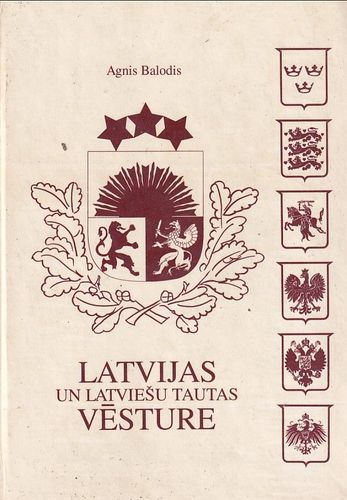 Agnis Balodis
LATVIJAS
UN LATVIEŠU TAUTAS
VĒSTURE